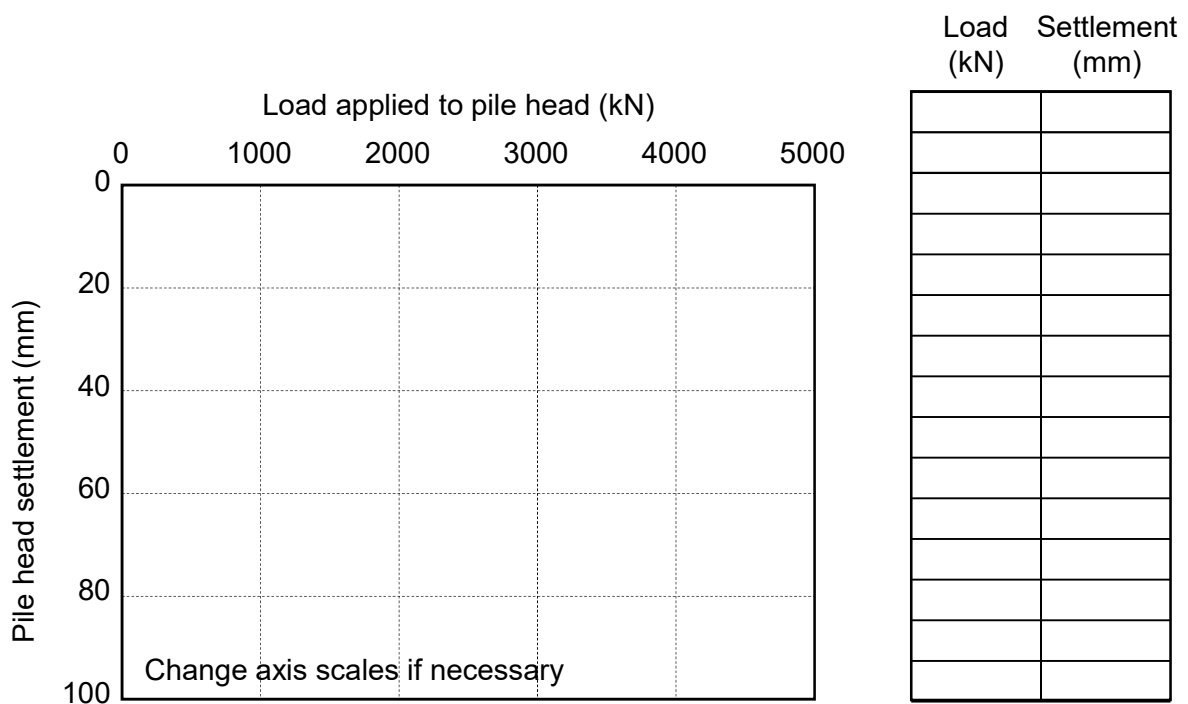 Load applied to pile head (kN)
0 1000 2000 3000 4000 5000
0
20
40
60
80
100
Pile head settlement (mm)
Change axis scales if necessary
Load Settlement
(kN) (mm)